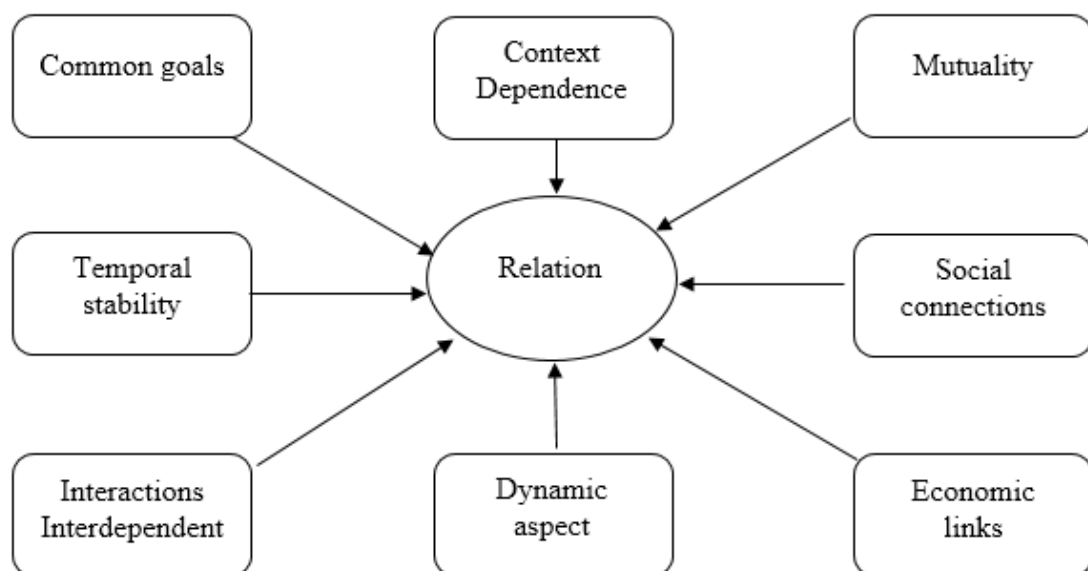 Common goals
Context
Dependence
Mutuality
Temporal
stability
Relation
Social
connections
Interactions
Interdependent
Dynamic
aspect
Economic
links